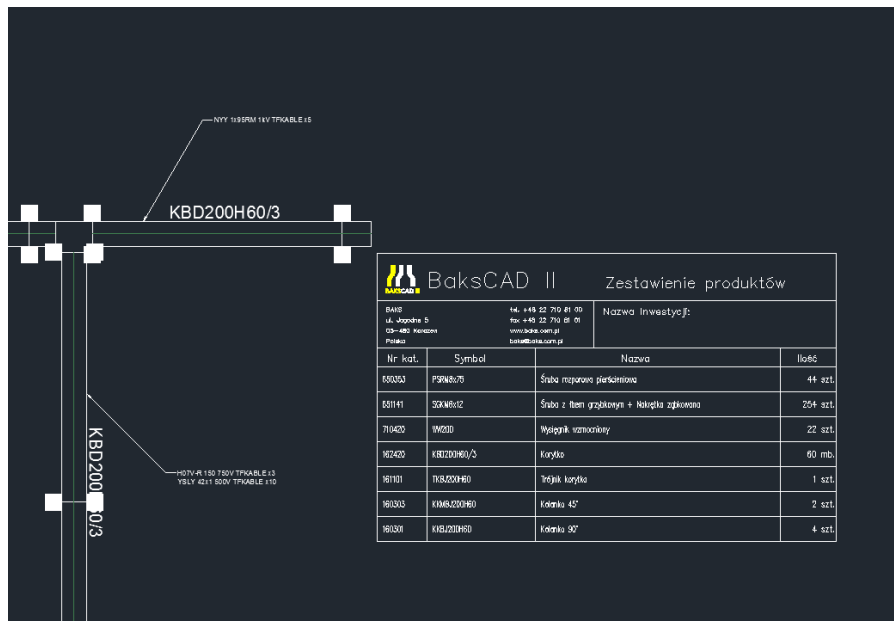 NYY 1x95RM 1kV TFKABLE x5
KBD200H60/3
KBD200H60/3
H07V-R 150 750V TFKABLE x3
YSLY 42x1 500V TFKABLE x10
BAKSCAD II
BaksCAD II
Zestawienie produktów
BAKS
ul. Jagodne 5
05-480 Karczew
Polska
tel. +48 22 710 81 00
fax +48 22 710 81 01
www.baks.com.pl
baks@baks.com.pl
Nazwa Inwestycji:
Nr kat. Symbol Nazwa Ilość
PSRM8x75 Śruba rozporowa pierścieniowa 44 szt.
SGKM6x12 Śruba z łbem grzybkowym + Nakrętka ząbkowana 264 szt.
710420 WW200 Wysięgnik wzmocniony 22 szt.
162420 KBD200H60/3 Korytko 60 mb.
161101 TKBJ200H60 Trójnik korytka 1 szt.
160303 KKMBJ200H60 Kolanko 45° 2 szt.
160301 KKBJ200H60 Kolanko 90° 4 szt.